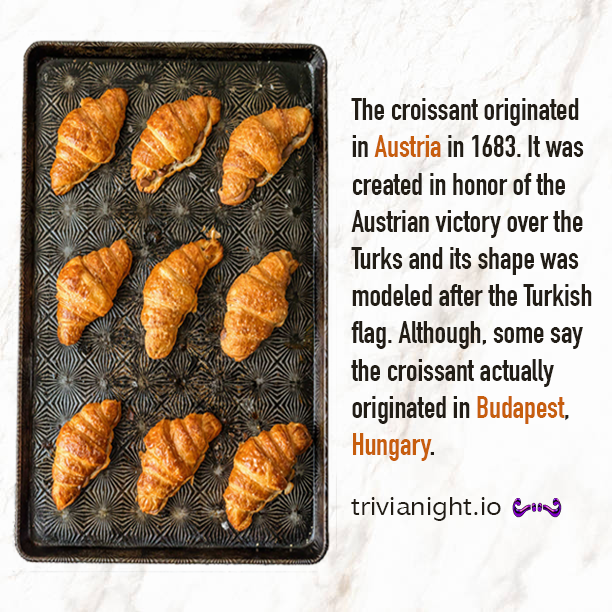 The croissant originated
in Austria in 1683. It was
created in honor of the
Austrian victory over the
Turks and its shape was
modeled after the Turkish
flag. Although, some say
the croissant actually
originated in Budapest,
Hungary.
trivianight.io